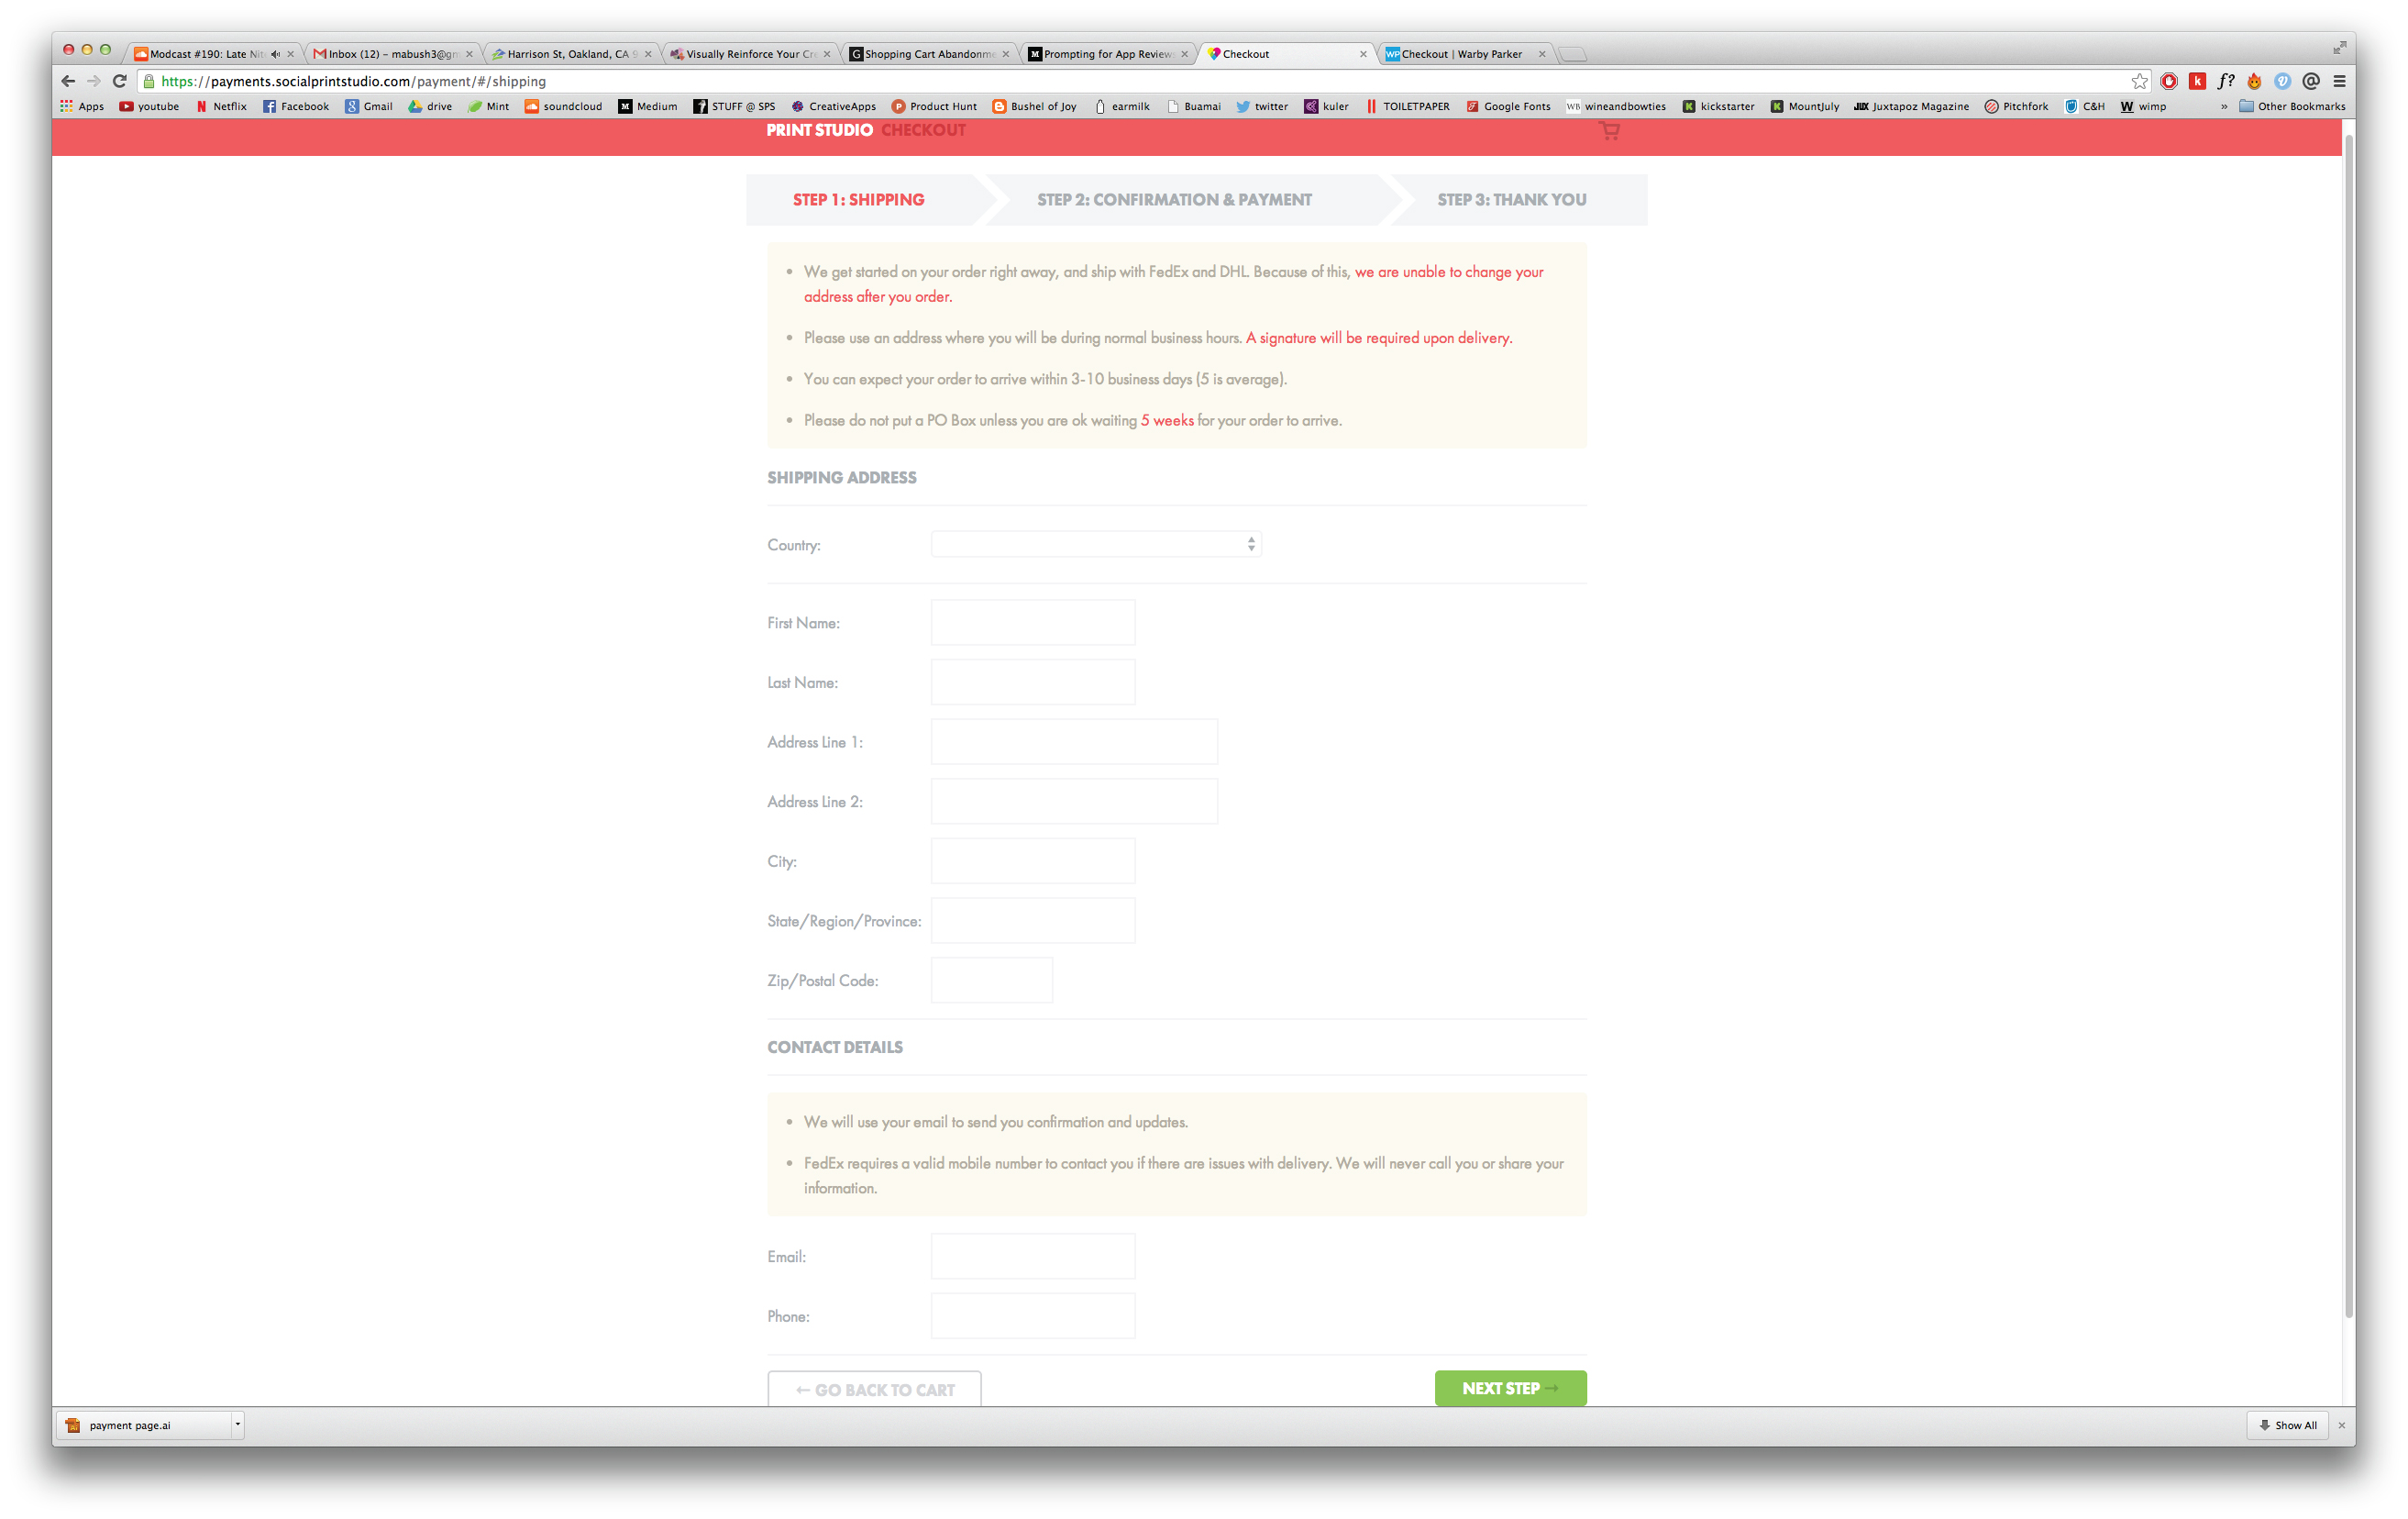 Modcast #190: Late Nit
Inbox (12) – mabush3@gm
Harrison St, Oakland, CA 9
Visually Reinforce Your Cr
Shopping Cart Abandonme
Prompting for App Review
Checkout
Checkout | Warby Parker
https://payments.socialprintstudio.com/payment/#/shipping
Apps
youtube
Netflix
Facebook
Gmail
drive
Mint
soundcloud
Medium
STUFF @ SPS
CreativeApps
Product Hunt
Bushel of Joy
earmilk
Buamai
twitter
kuler
TOILETPAPER
Google Fonts
wineandbowties
kickstarter
MountJuly
Juxtapoz Magazine
Pitchfork
C&H
wimp
»
Other Bookmarks
PRINT STUDIO CHECKOUT
STEP 1: SHIPPING
STEP 2: CONFIRMATION & PAYMENT
STEP 3: THANK YOU
• We get started on your order right away, and ship with FedEx and DHL. Because of this, we are unable to change your
address after you order.
• Please use an address where you will be during normal business hours. A signature will be required upon delivery.
• You can expect your order to arrive within 3-10 business days (5 is average).
• Please do not put a PO Box unless you are ok waiting 5 weeks for your order to arrive.
SHIPPING ADDRESS
Country:
First Name:
Last Name:
Address Line 1:
Address Line 2:
City:
State/Region/Province:
Zip/Postal Code:
CONTACT DETAILS
• We will use your email to send you confirmation and updates.
• FedEx requires a valid mobile number to contact you if there are issues with delivery. We will never call you or share your
information.
Email:
Phone:
← GO BACK TO CART
NEXT STEP →
payment page.ai
Show All